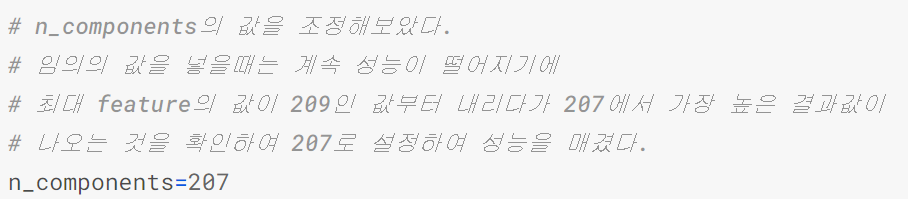 # n_components의 값을 조정해보았다.
# 임의의 값을 넣을때는 계속 성능이 떨어지기에
# 최대 feature의 값이 209인 값부터 내리다가 207에서 가장 높은 결과값이
# 나오는 것을 확인하여 207로 설정하여 성능을 매겼다.
n_components=207